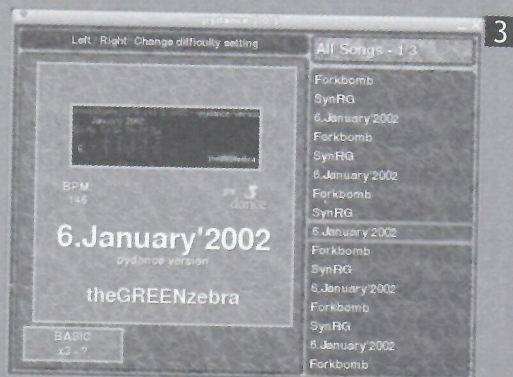 3
Left / Right: Change difficulty setting
All Songs - 1/3
BPM:
146
dance
6.January'2002
pydance version
theGREENzebra
BASIC
x3 - ?
Forkbomb
SynRG
6.January'2002
Forkbomb
SynRG
6.January'2002
Forkbomb
SynRG
6.January'2002
Forkbomb
SynRG
6.January'2002
Forkbomb
SynRG
6.January'2002
Forkbomb